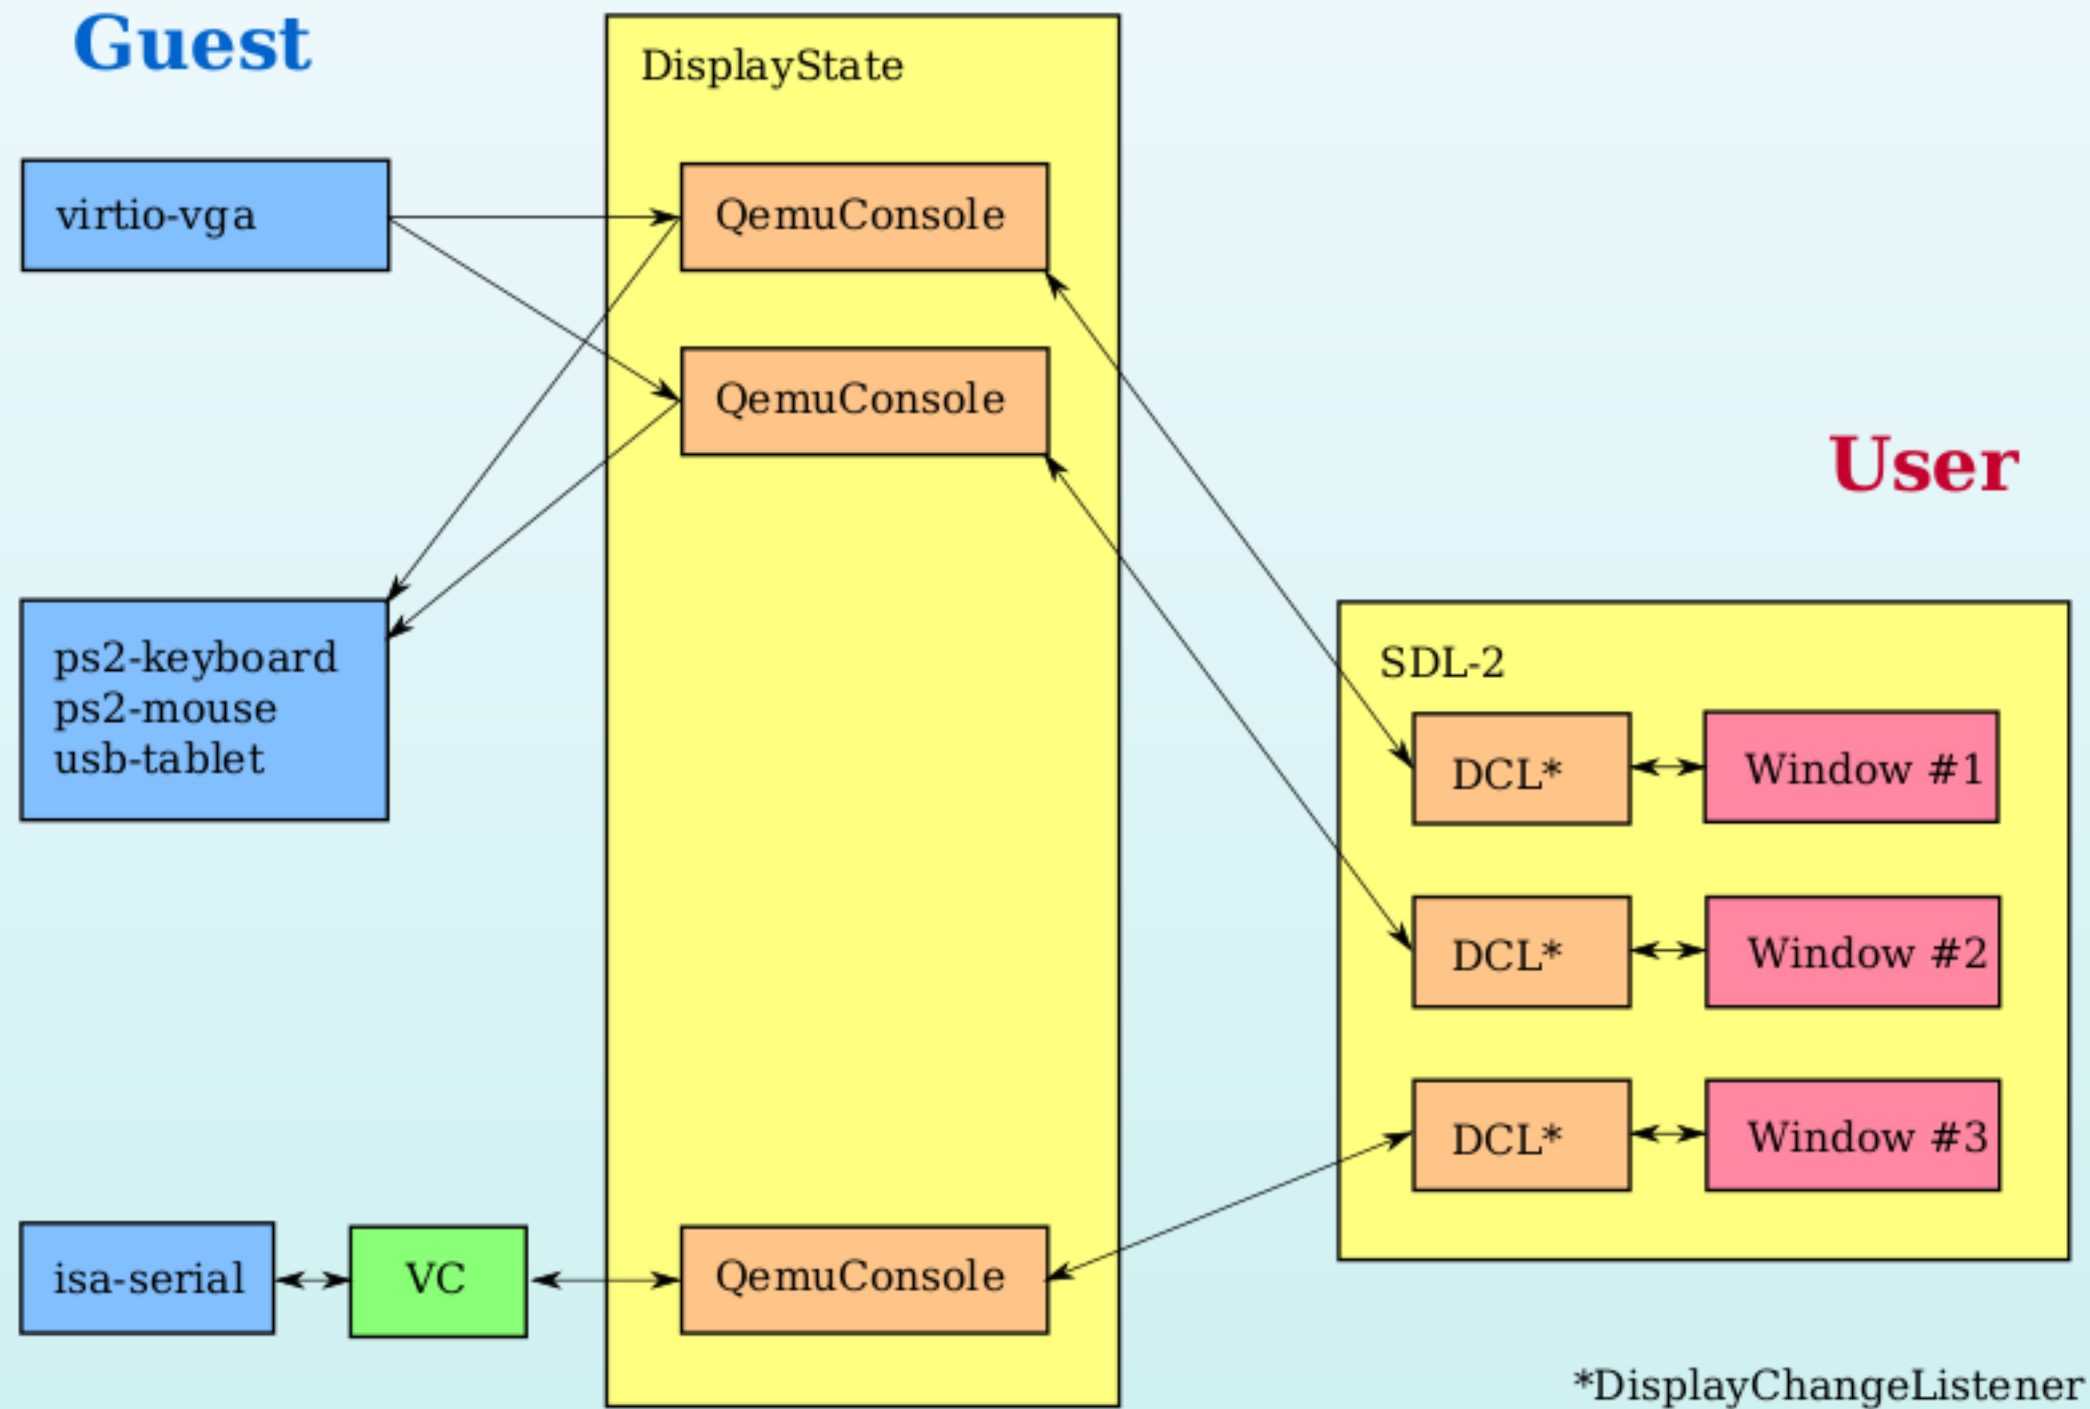 Guest
DisplayState
virtio-vga
QemuConsole
QemuConsole
User
ps2-keyboard
ps2-mouse
usb-tablet
SDL-2
DCL*
Window #1
DCL*
Window #2
DCL*
Window #3
isa-serial
VC
QemuConsole
*DisplayChangeListener